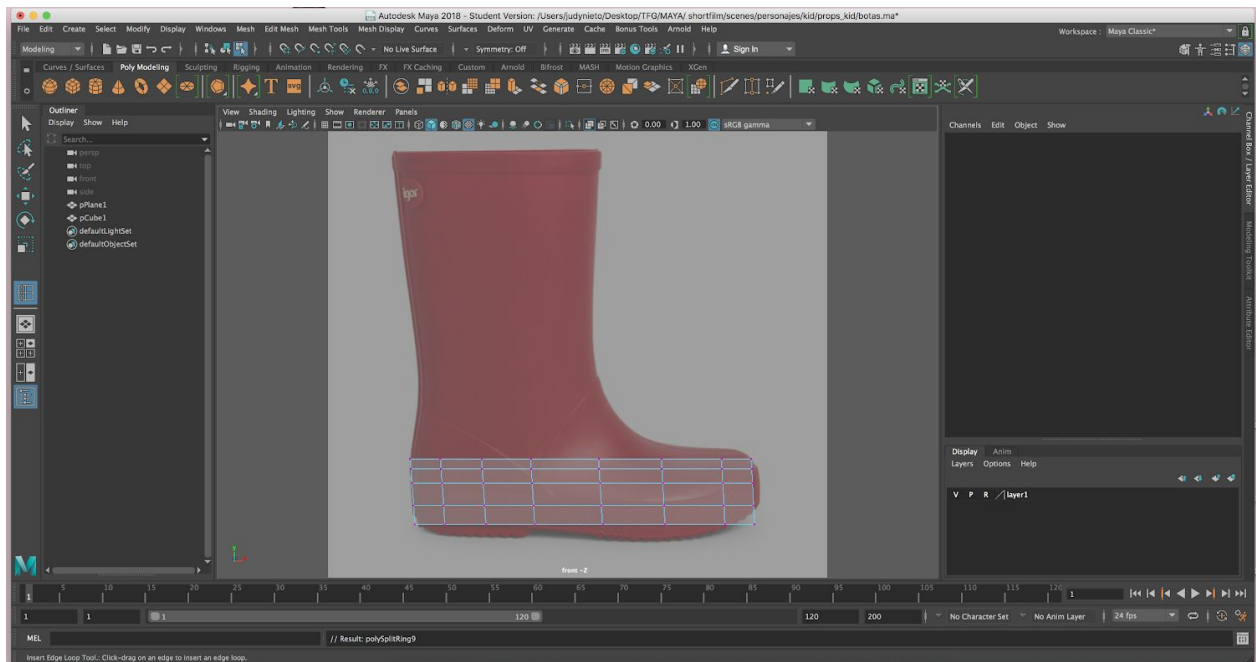 Autodesk Maya 2018 - Student Version: /Users/judynieto/Desktop/TFG/MAYA/ shortfilm/scenes/personajes/kid/props_kid/botas.ma*
File Edit Create Select Modify Display Windows Mesh Edit Mesh Mesh Tools Mesh Display Curves Surfaces Deform UV Generate Cache Bonus Tools Arnold Help Workspace : Maya Classic*
Modeling No Live Surface Symmetry: Off Sign In
Curves / Surfaces Poly Modeling Sculpting Rigging Animation Rendering FX FX Caching Custom Arnold Bifrost MASH Motion Graphics XGen
T svg
Outliner
Display Show Help
Search...
persp
top
front
side
pPlane1
pCube1
defaultLightSet
defaultObjectSet
View Shading Lighting Show Renderer Panels
0.00 1.00 sRGB gamma
igor
front -Z
Channels Edit Object Show
Channel Box / Layer Editor
Modeling Toolkit
Attribute Editor
Display Anim
Layers Options Help
V P R layer1
1 5 10 15 20 25 30 35 40 45 50 55 60 65 70 75 80 85 90 95 100 105 110 115 120 1
1 1 1 120 120 200 No Character Set No Anim Layer 24 fps
MEL // Result: polySplitRing9
Insert Edge Loop Tool: Click-drag on an edge to insert an edge loop.